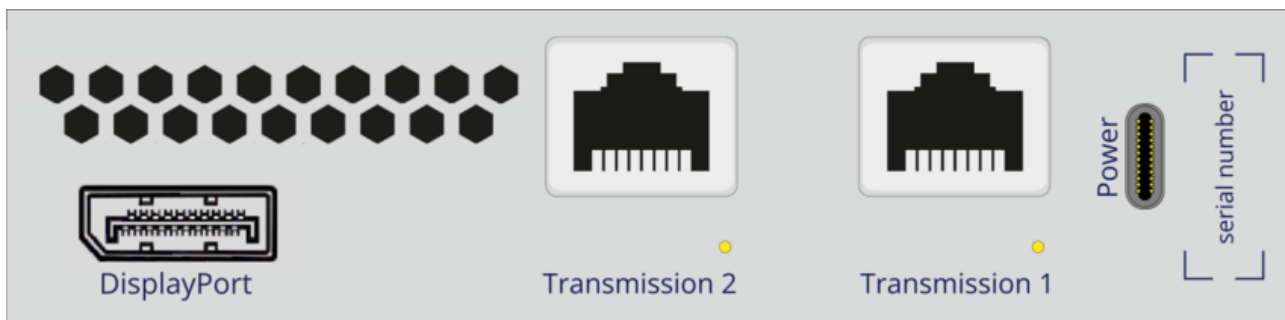 DisplayPort
Transmission 2
Transmission 1
Power
serial number